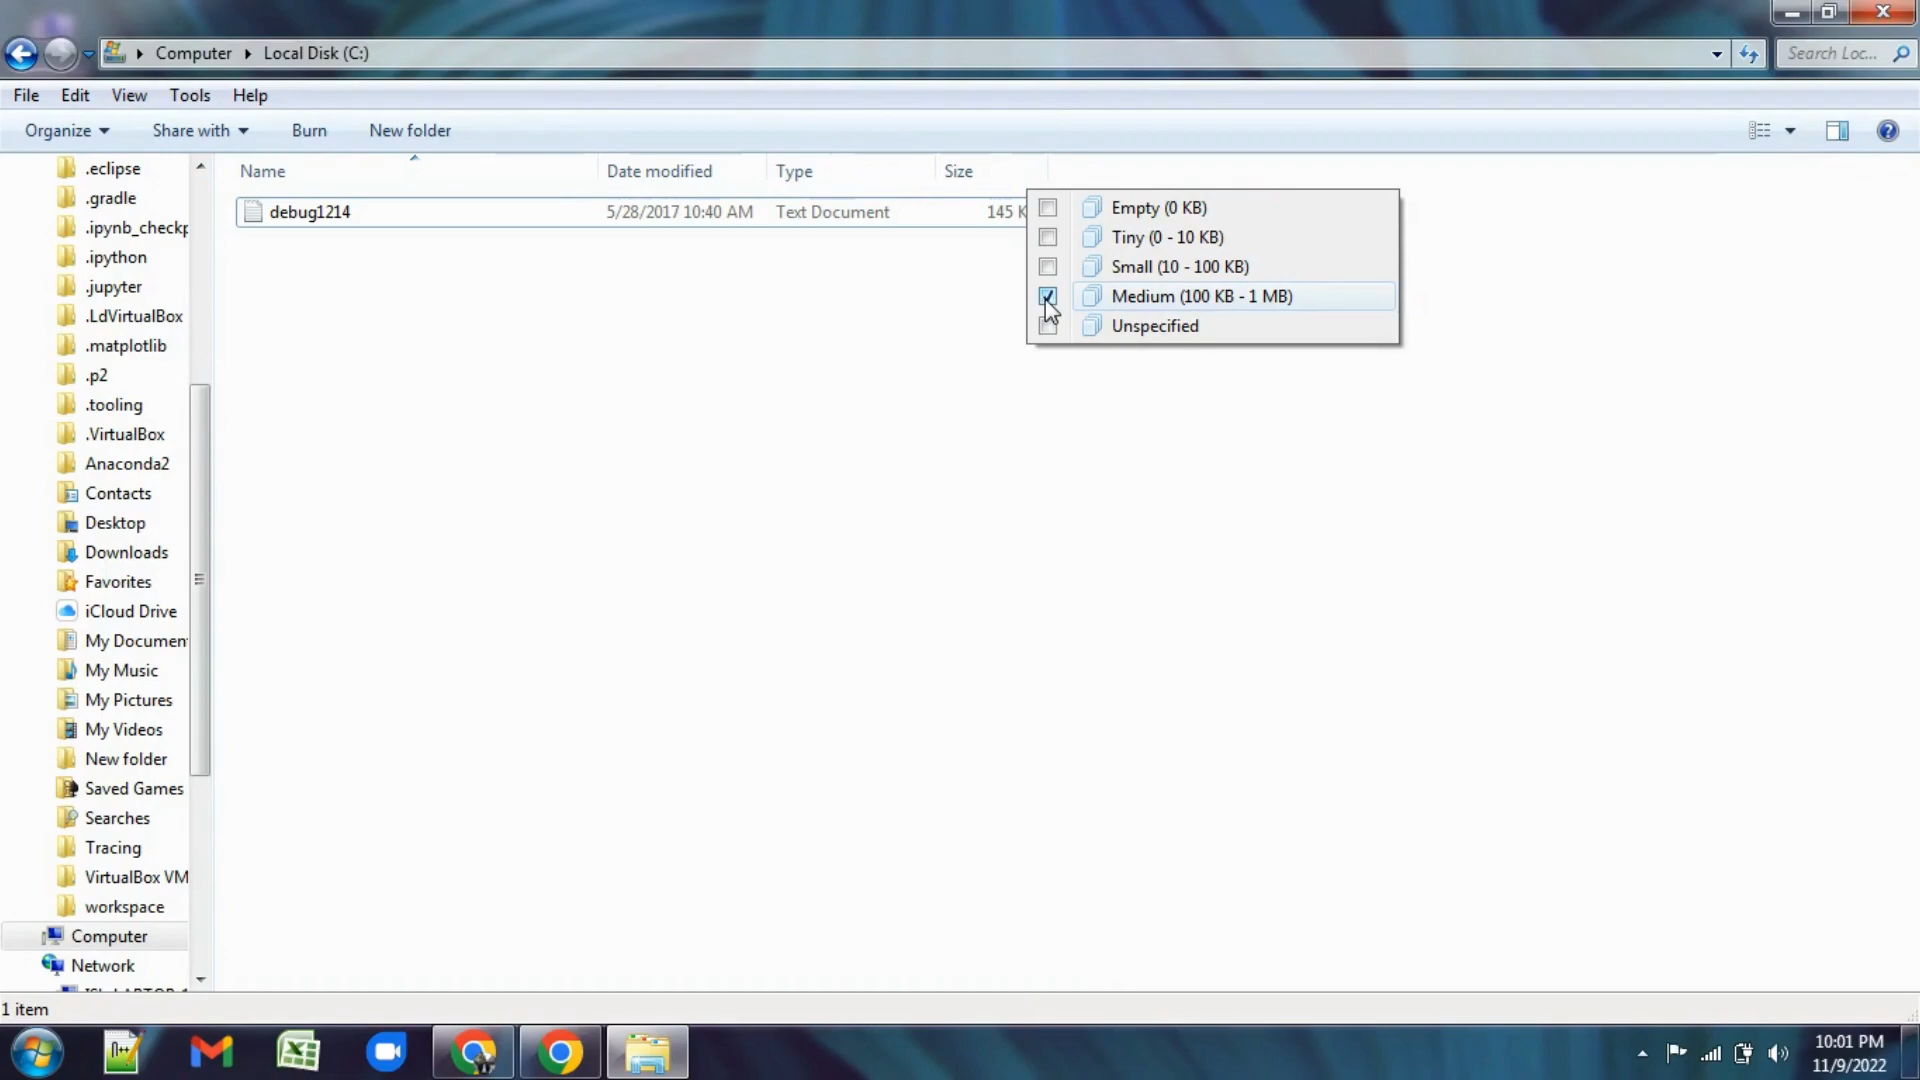 Computer Local Disk (C:)
Search Loc...
File Edit View Tools Help
Organize Share with Burn New folder
Name Date modified Type Size
debug1214 5/28/2017 10:40 AM Text Document 145 K
Empty (0 KB)
Tiny (0 - 10 KB)
Small (10 - 100 KB)
Medium (100 KB - 1 MB)
Unspecified
.eclipse
.gradle
.ipynb_checkp
.ipython
.jupyter
.LdVirtualBox
.matplotlib
.p2
.tooling
.VirtualBox
Anaconda2
Contacts
Desktop
Downloads
Favorites
iCloud Drive
My Documen
My Music
My Pictures
My Videos
New folder
Saved Games
Searches
Tracing
VirtualBox VM
workspace
Computer
Network
1 item
10:01 PM
11/9/2022